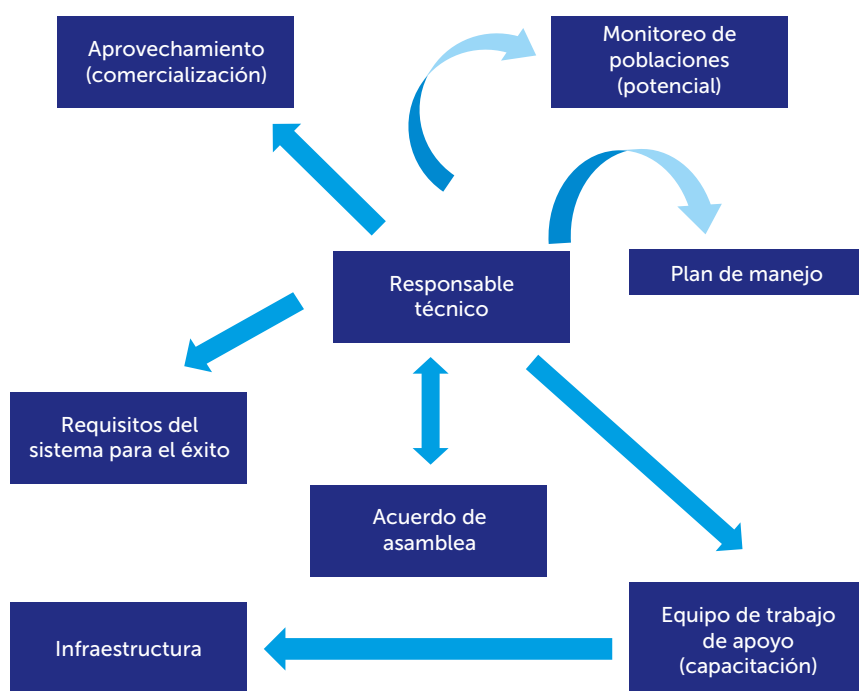 Aprovechamiento
(comercialización)
Monitoreo de
poblaciones
(potencial)
Responsable
técnico
Plan de manejo
Requisitos del
sistema para el éxito
Acuerdo de
asamblea
Infraestructura
Equipo de trabajo
de apoyo
(capacitación)